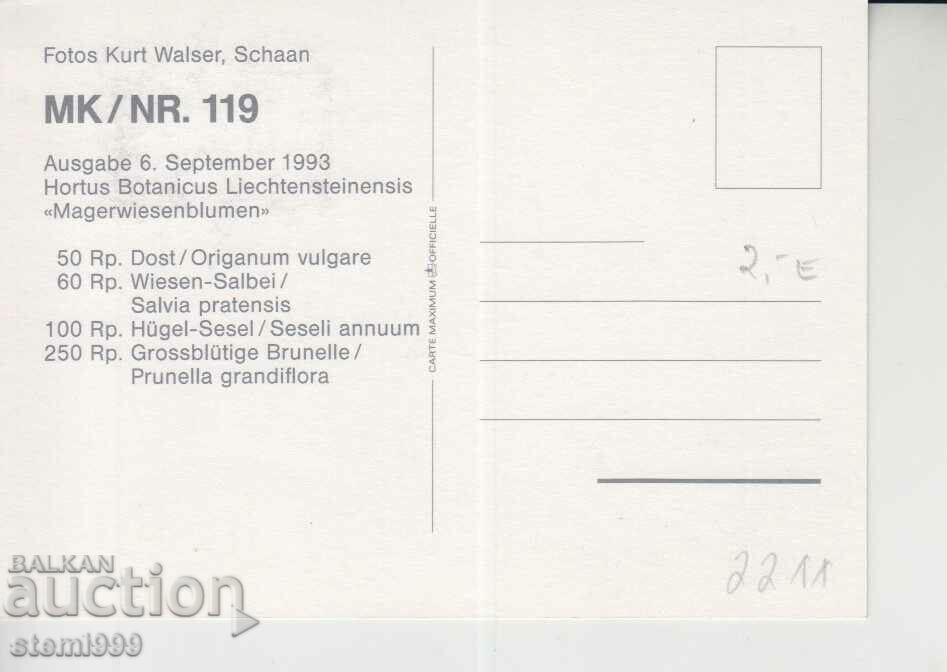 Fotos Kurt Walser, Schaan
MK/NR. 119
Ausgabe 6. September 1993
Hortus Botanicus Liechtensteinensis
«Magerwiesenblumen»
50 Rp. Dost/Origanum vulgare
60 Rp. Wiesen-Salbei/
Salvia pratensis
100 Rp. Hügel-Sesel/Seseli annuum
250 Rp. Grossblütige Brunelle/
Prunella grandiflora
CARTE MAXIMUM OFFICIELLE
2,- E
2211
BALKAN
auction
stemi999